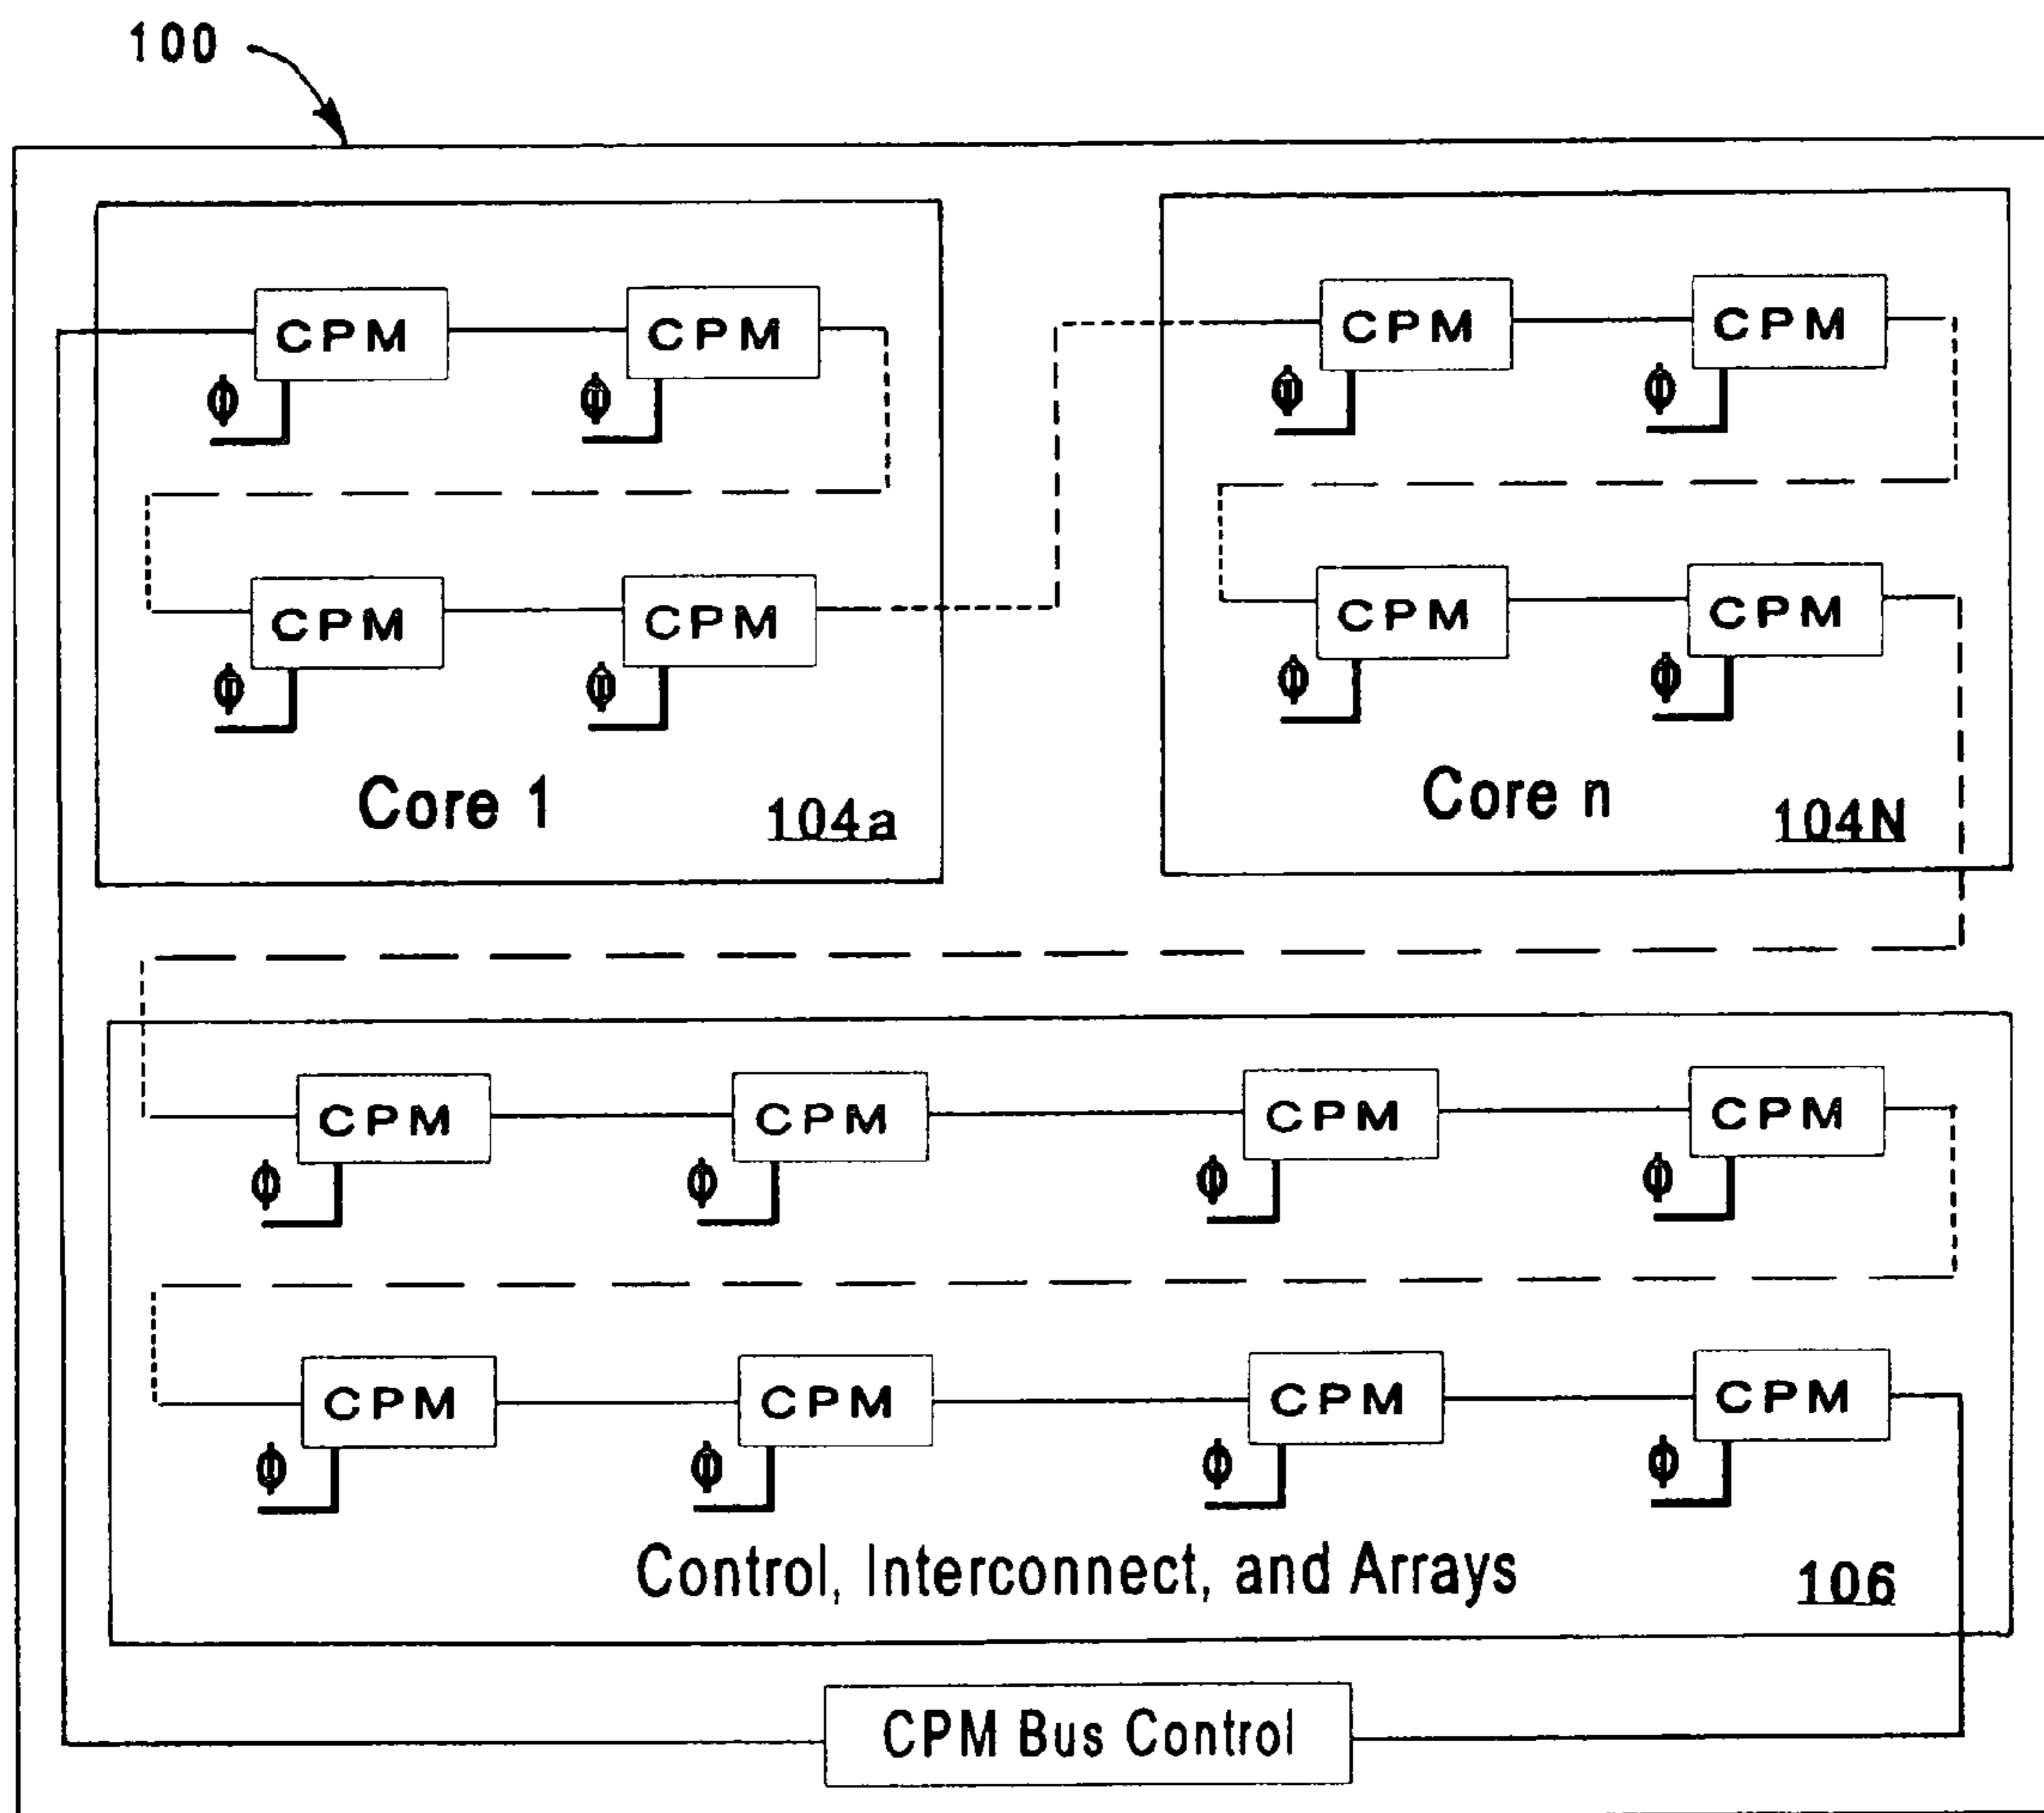 100
CPM CPM CPM CPM
Φ Φ Φ Φ
CPM CPM CPM CPM
Φ Φ Φ Φ
Core 1 104a Core n 104N
CPM CPM CPM CPM
Φ Φ Φ Φ
CPM CPM CPM CPM
Φ Φ Φ Φ
Control, Interconnect, and Arrays 106
CPM Bus Control